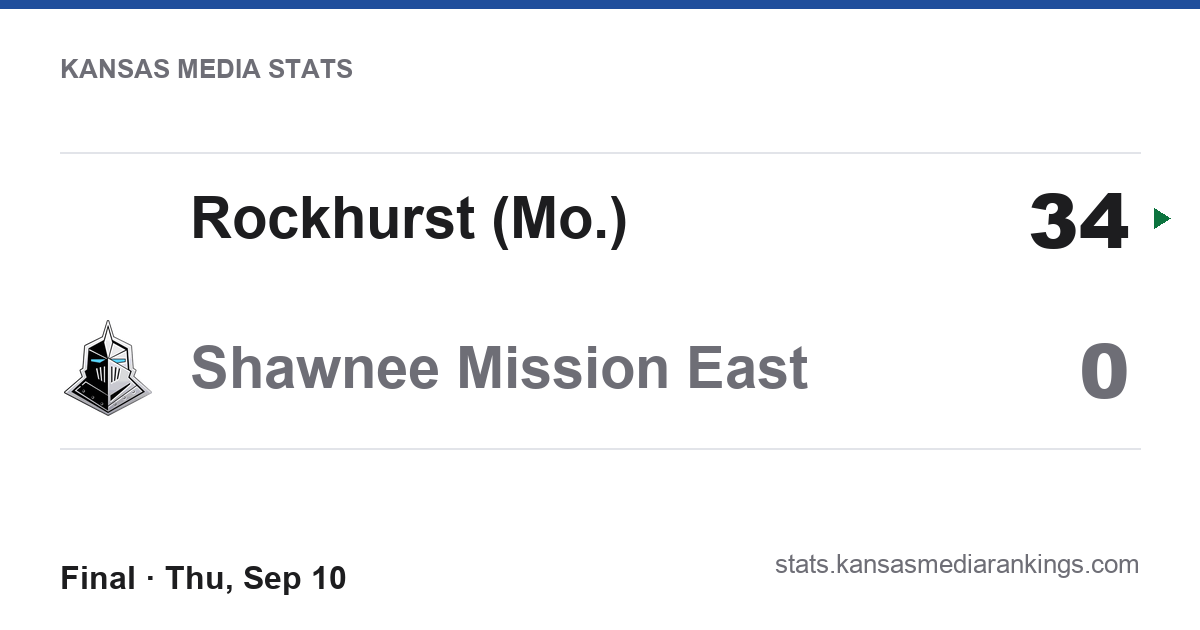 KANSAS MEDIA STATS
Rockhurst (Mo.) 34
Shawnee Mission East 0
Final · Thu, Sep 10
stats.kansasmediarankings.com